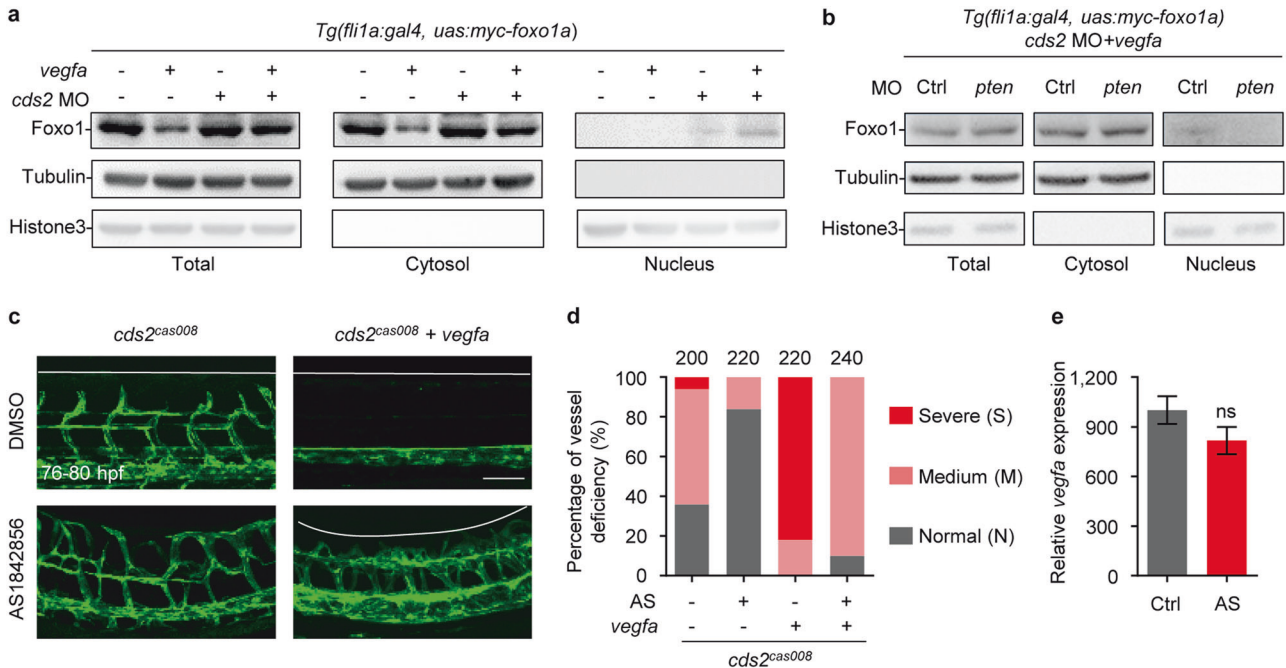 a
Tg(fli1a:gal4, uas:myc-foxo1a)
vegfa - + - + - + - + - + - +
cds2 MO - - + + - - + + - - + +
Foxo1-
Tubulin-
Histone3-
Total Cytosol Nucleus
b
Tg(fli1a:gal4, uas:myc-foxo1a)
cds2 MO+vegfa
MO Ctrl pten Ctrl pten Ctrl pten
Foxo1-
Tubulin-
Histone3-
Total Cytosol Nucleus
c
cds2cas008 cds2cas008 + vegfa
DMSO
76-80 hpf
AS1842856
d
200 220 220 240
Percentage of vessel
deficiency (%)
100
80
60
40
20
0
AS - + - +
vegfa - - + +
cds2cas008
Severe (S)
Medium (M)
Normal (N)
e
Relative vegfa expression
1,200
900
600
300
0
ns
Ctrl AS